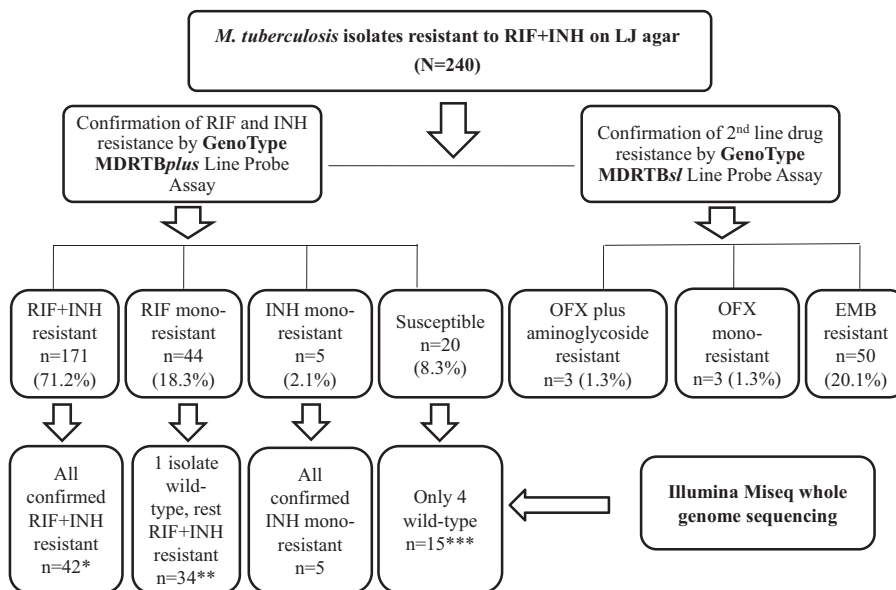 M. tuberculosis isolates resistant to RIF+INH on LJ agar
(N=240)
Confirmation of RIF and INH
resistance by GenoType
MDRTBplus Line Probe
Assay
Confirmation of 2nd line drug
resistance by GenoType
MDRTBsl Line Probe Assay
RIF+INH
resistant
n=171
(71.2%)
RIF mono-
resistant
n=44
(18.3%)
INH mono-
resistant
n=5
(2.1%)
Susceptible
n=20
(8.3%)
OFX plus
aminoglycoside
resistant
n=3 (1.3%)
OFX
mono-
resistant
n=3 (1.3%)
EMB
resistant
n=50
(20.1%)
All
confirmed
RIF+INH
resistant
n=42*
1 isolate
wild-
type, rest
RIF+INH
resistant
n=34**
All
confirmed
INH mono-
resistant
n=5
Only 4
wild-type
n=15***
Illumina Miseq whole
genome sequencing